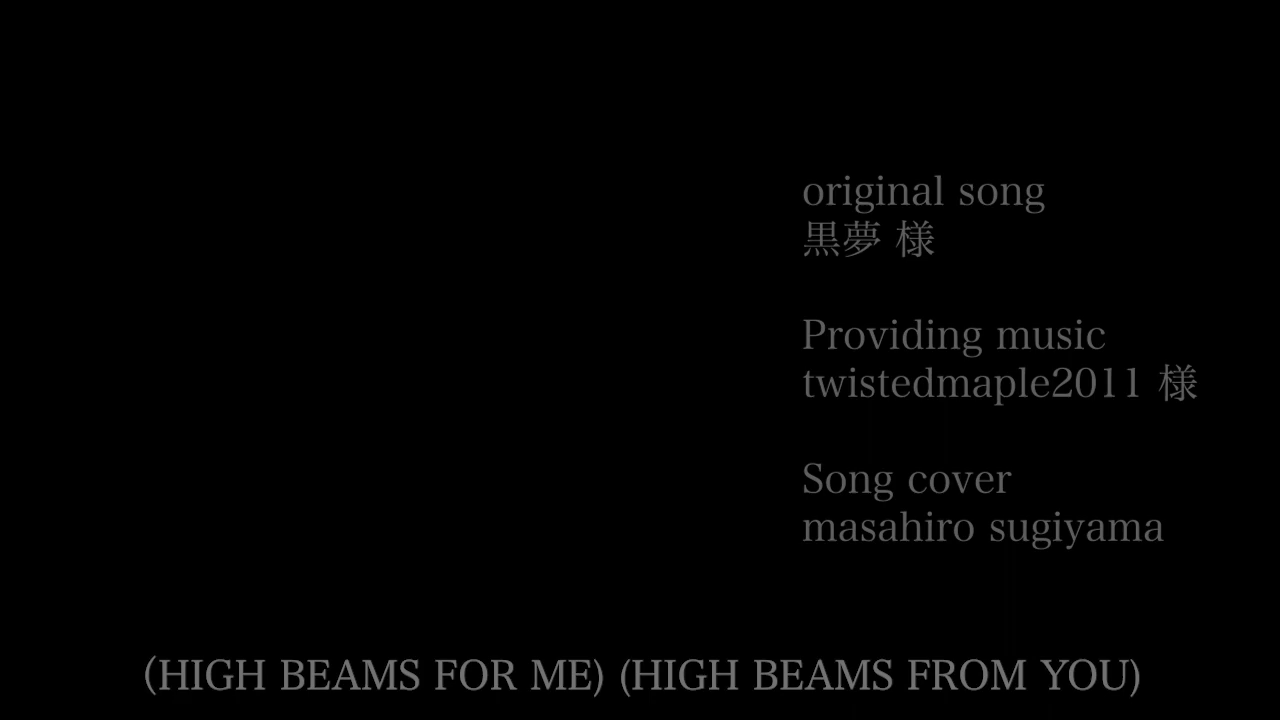 original song
黒夢 様
Providing music
twistedmaple2011 様
Song cover
masahiro sugiyama
(HIGH BEAMS FOR ME) (HIGH BEAMS FROM YOU)